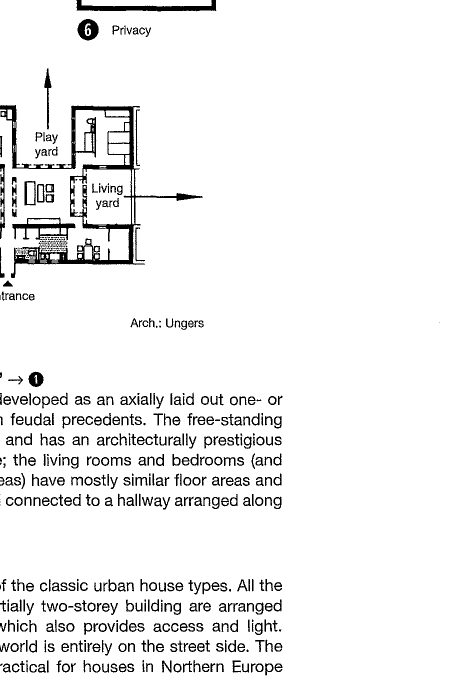 6 Privacy
Play
yard
Living
yard
ntrance
Arch.: Ungers
→ 1
developed as an axially laid out one- or
feudal precedents. The free-standing
and has an architecturally prestigious
; the living rooms and bedrooms (and
eas) have mostly similar floor areas and
connected to a hallway arranged along
of the classic urban house types. All the
rtially two-storey building are arranged
which also provides access and light.
world is entirely on the street side. The
ractical for houses in Northern Europe